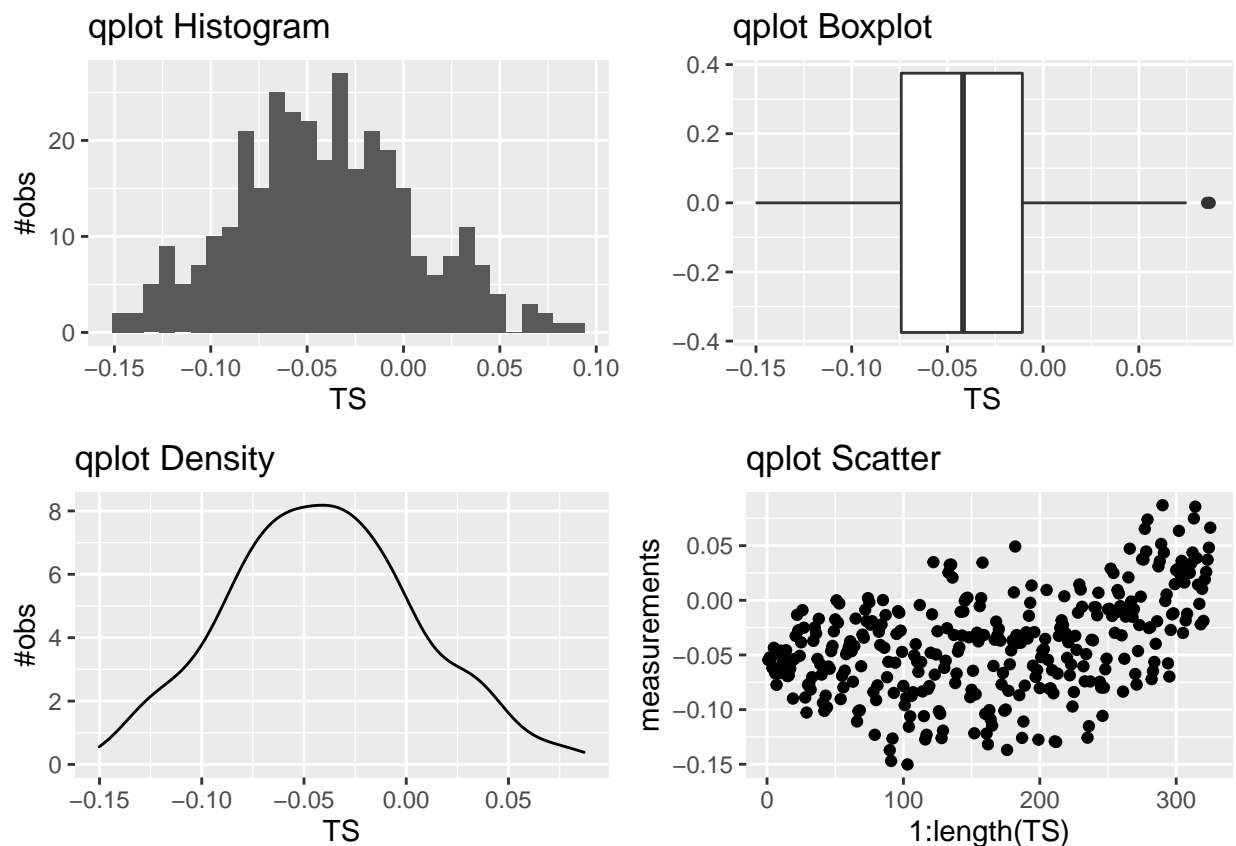 qplot Histogram
#obs
20
10
0
−0.15 −0.10 −0.05 0.00 0.05 0.10
TS
qplot Boxplot
0.4
0.2
0.0
−0.2
−0.4
−0.15 −0.10 −0.05 0.00 0.05
TS
qplot Density
#obs
8
6
4
2
0
−0.15 −0.10 −0.05 0.00 0.05
TS
qplot Scatter
measurements
0.05
0.00
−0.05
−0.10
−0.15
0 100 200 300
1:length(TS)